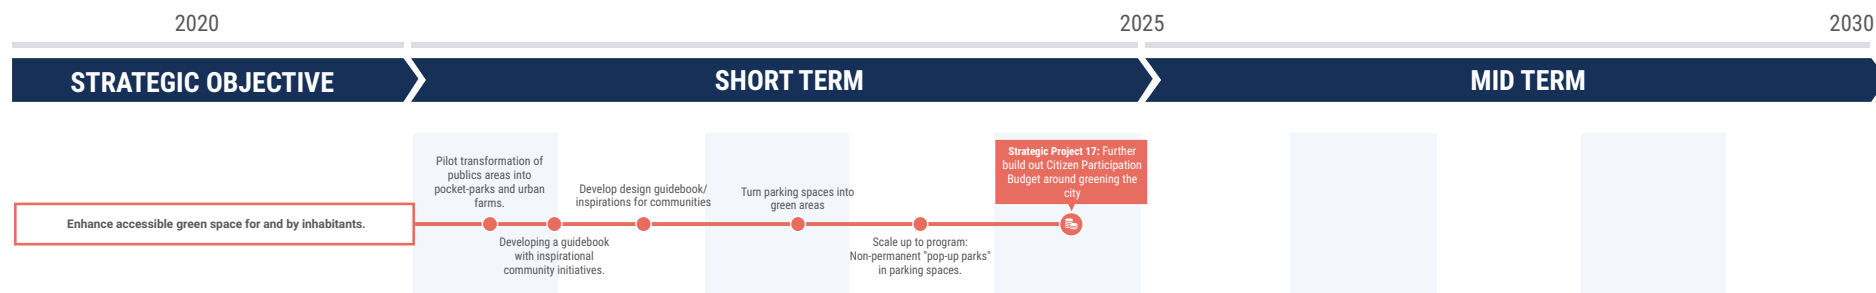 2020
2025
2030
STRATEGIC OBJECTIVE
SHORT TERM
MID TERM
Enhance accessible green space for and by inhabitants.
Pilot transformation of
publics areas into
pocket-parks and urban
farms.
Developing a guidebook
with inspirational
community initiatives.
Develop design guidebook/
inspirations for communities
Turn parking spaces into
green areas
Scale up to program:
Non-permanent "pop-up parks"
in parking spaces.
Strategic Project 17: Further
build out Citizen Participation
Budget around greening the
city